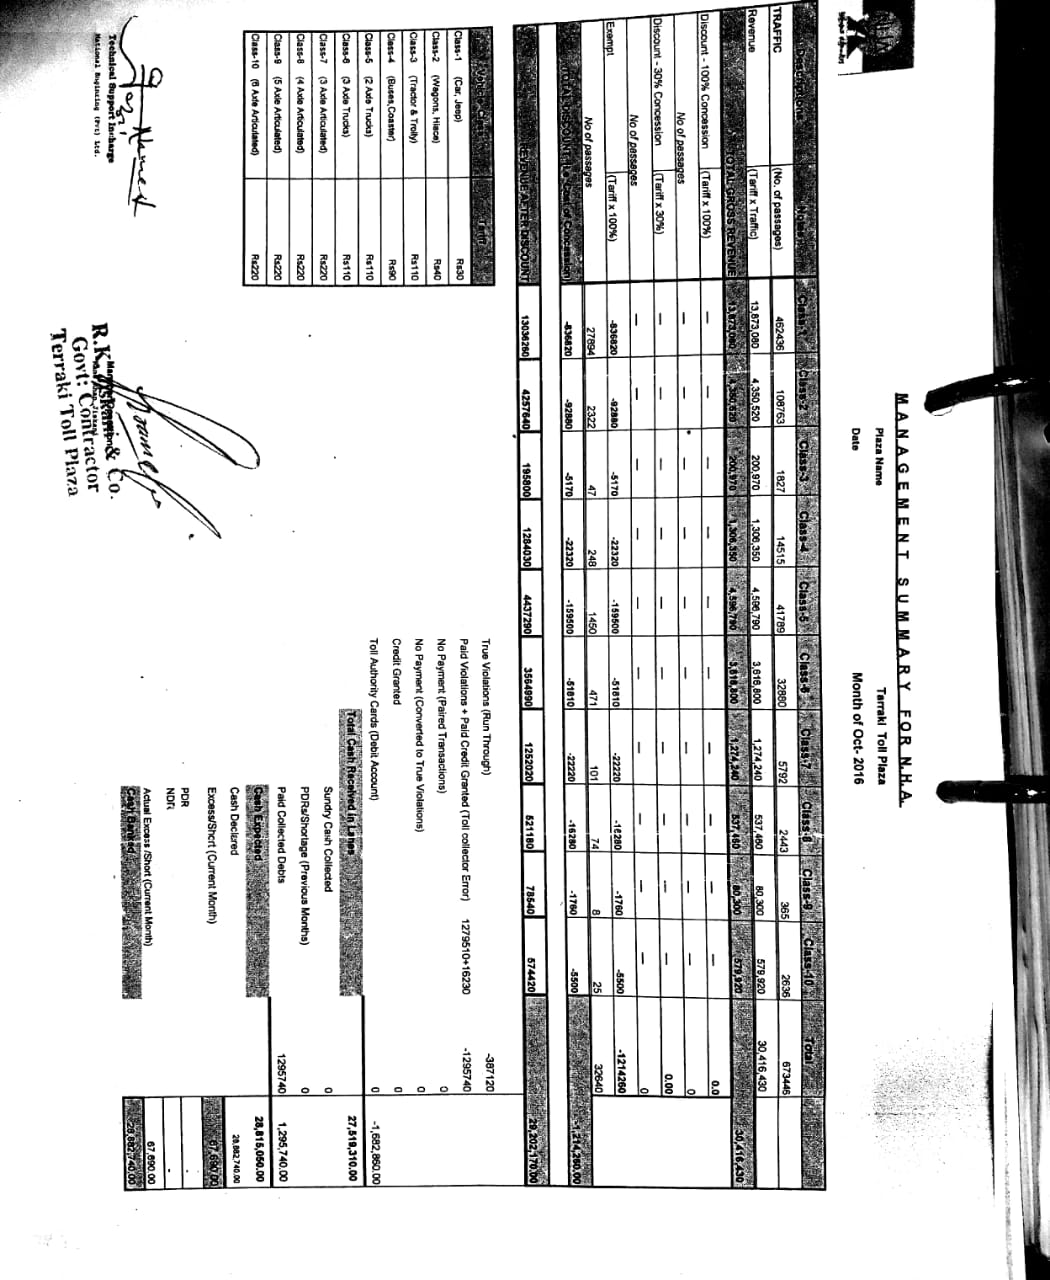 MANAGEMENT SUMMARY FOR N.H.A.
Plaza Name Tarraki Toll Plaza
Date Month of Oct- 2016
Class-1 Class-2 Class-3 Class-4 Class-5 Class-6 Class-7 Class-8 Class-9 Class-10 Total
TRAFFIC (No. of passages) 462436 108763 1827 14515 41789 32880 5792 2443 365 2636 673446
Revenue (Tariff x Traffic) 13,873,080 4,350,520 200,970 1,306,350 4,596,790 3,616,800 1,274,240 537,460 80,300 579,920 30,416,430
TOTAL GROSS REVENUE 13,873,080 4,350,520 200,970 1,306,350 4,596,790 3,616,800 1,274,240 537,460 80,300 579,920 30,416,430
Discount - 100% Concession (Tariff x 100%) — — — — — — — — — — 0.0
No of passages — — — — — — — — — — 0
Discount - 30% Concession (Tariff x 30%) — — — — — — — — — — 0.00
No of passages — — — — — — — — — — 0
Exempt (Tariff x 100%) -836820 -92880 -5170 -22320 -159500 -51810 -22220 -16280 -1760 -5500 -1214260
No of passages 27894 2322 47 248 1450 471 101 74 8 25 32640
-836820 -92880 -5170 -22320 -159500 -51810 -22220 -16280 -1760 -5500 -1,214,260.00
REVENUE AFTER DISCOUNT 13036260 4257640 195800 1284030 4437290 3564990 1252020 521180 78540 574420 29,202,170.00
Tariff
Class-1 (Car, Jeep) Rs30
Class-2 (Wagons, Hiace) Rs40
Class-3 (Tractor & Trolly) Rs110
Class-4 (Buses,Coaster) Rs90
Class-5 (2 Axle Trucks) Rs110
Class-6 (3 Axle Trucks) Rs110
Class-7 (3 Axle Articulated) Rs220
Class-8 (4 Axle Articulated) Rs220
Class-9 (5 Axle Articulated) Rs220
Class-10 (6 Axle Articulated) Rs220
True Violations (Run Through) -387120
Paid Violations + Paid Credit Granted (Toll collector Error) 1279510+16230 -1295740
No Payment (Paired Transactions) 0
No Payment (Converted to True Violations) 0
Credit Granted 0
Toll Authority Cards (Debit Account) 0 -1,682,860.00
Total Cash Received in Lanes 27,519,310.00
Sundry Cash Collected 0
PDRs/Shortage (Previous Months) 0
Paid Collected Debts 1295740 1,295,740.00
Cash Expected 28,815,050.00
Cash Declared 28,882,740.00
Excess/Short (Current Month) 67,690.00
PDR -
NDR -
Actual Excess /Short (Current Month) 67,690.00
Cash Banked 28,882,740.00
Technical Support Incharge
National Engineing (Pvt) Ltd.
R.K. & Co.
Govt: Contractor
Terraki Toll Plaza